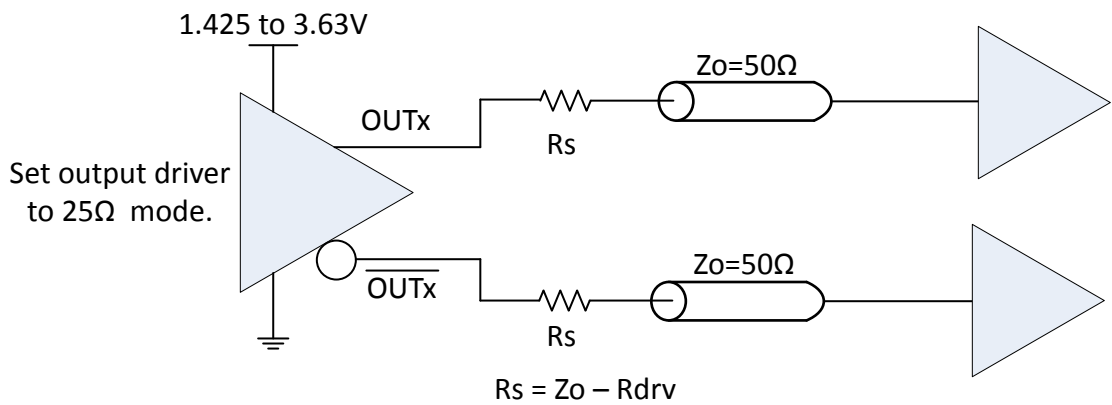 1.425 to 3.63V
OUTx
Rs
Zo=50Ω
Set output driver
to 25Ω mode.
OUTx
Rs
Zo=50Ω
Rs = Zo – Rdrv